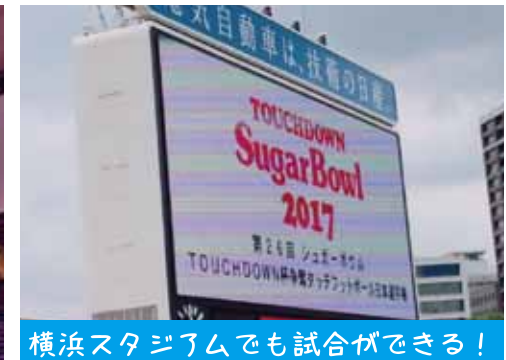 電気自動車は、技術の日産。
TOUCHDOWN
SugarBowl
2017
第26回 シュガーボウル
TOUCHDOWN杯争奪タッチフットボール日本選手権
横浜スタジアムでも試合ができる！